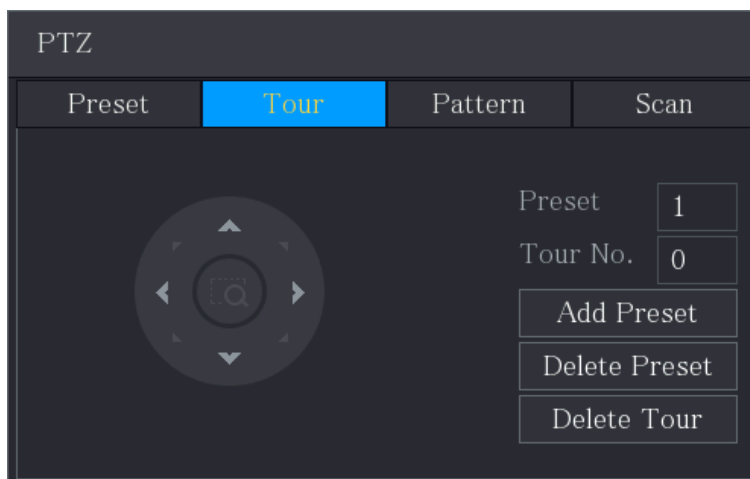 PTZ
Preset Tour Pattern Scan
Preset 1
Tour No. 0
Add Preset
Delete Preset
Delete Tour